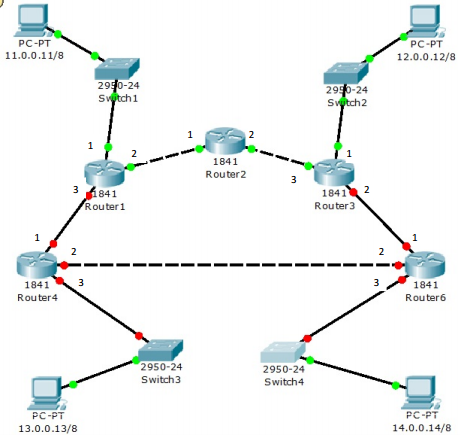 PC-PT
11.0.0.11/8
PC-PT
12.0.0.12/8
2950-24
Switch1
2950-24
Switch2
1
2
1
2
1841
Router2
1
2
3
1841
Router1
3
1841
Router3
1
2
1841
Router4
3
2
1
1841
Router6
3
2950-24
Switch3
2950-24
Switch4
PC-PT
13.0.0.13/8
PC-PT
14.0.0.14/8